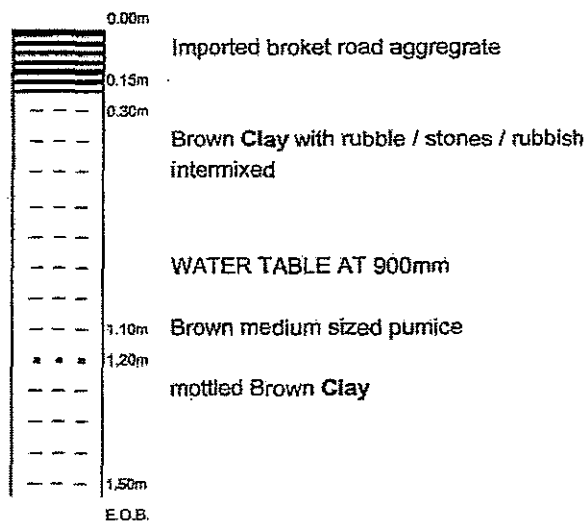 0.00m
Imported broket road aggregrate
0.15m
0.30m
Brown Clay with rubble / stones / rubbish
intermixed
WATER TABLE AT 900mm
1.10m Brown medium sized pumice
1.20m
mottled Brown Clay
1.50m
E.O.B.